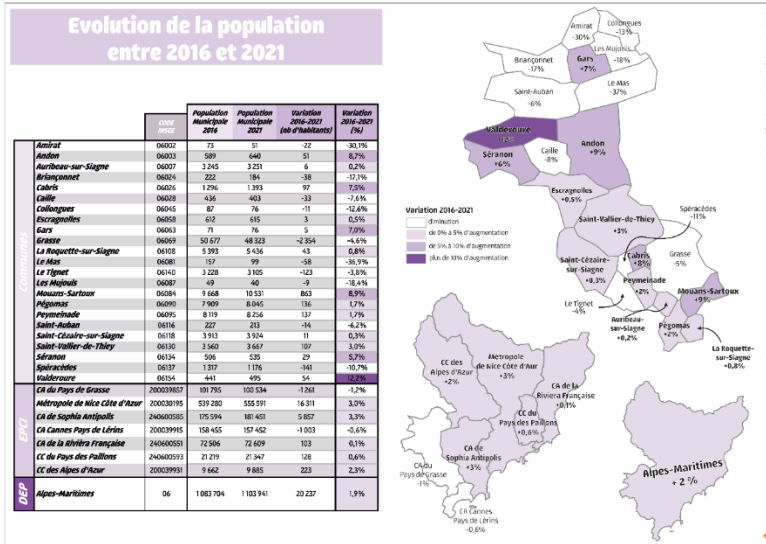 Evolution de la population
entre 2016 et 2021
CODE INSEE Population Municipale 2016 Population Municipale 2021 Variation 2016-2021 (nb d'habitants) Variation 2016-2021 (%)
Communes
Amirat 06002 73 51 -22 -30,1%
Andon 06003 589 640 51 8,7%
Auribeau-sur-Siagne 06007 3 245 3 251 6 0,2%
Briançonnet 06024 222 184 -38 -17,1%
Cabris 06026 1 296 1 393 97 7,5%
Caille 06028 436 403 -33 -7,6%
Collongues 06045 87 76 -11 -12,6%
Escragnolles 06058 612 615 3 0,5%
Gars 06063 71 76 5 7,0%
Grasse 06069 50 677 48 323 -2 354 -4,6%
La Roquette-sur-Siagne 06108 5 393 5 436 43 0,8%
Le Mas 06081 157 99 -58 -36,9%
Le Tignet 06140 3 228 3 105 -123 -3,8%
Les Mujouls 06087 49 40 -9 -18,4%
Mouans-Sartoux 06084 9 668 10 531 863 8,9%
Pégomas 06090 7 909 8 045 136 1,7%
Peymeinade 06095 8 119 8 256 137 1,7%
Saint-Auban 06116 227 213 -14 -6,2%
Saint-Cézaire-sur-Siagne 06118 3 913 3 924 11 0,3%
Saint-Vallier-de-Thiey 06130 3 560 3 667 107 3,0%
Séranon 06134 506 535 29 5,7%
Spéracèdes 06137 1 317 1 176 -141 -10,7%
Valderoure 06154 441 495 54 12,2%
EPCI
CA du Pays de Grasse 200039857 101 795 100 534 -1 261 -1,2%
Métropole de Nice Côte d'Azur 200030195 539 280 555 591 16 311 3,0%
CA de Sophia Antipolis 240600585 175 594 181 451 5 857 3,3%
CA Cannes Pays de Lérins 200039915 158 455 157 452 -1 003 -0,6%
CA de la Rivièra Française 240600551 72 506 72 609 103 0,1%
CC du Pays des Paillons 240600593 21 219 21 347 128 0,6%
CC des Alpes d'Azur 200039931 9 662 9 885 223 2,3%
DEP
Alpes-Maritimes 06 1 083 704 1 103 941 20 237 1,9%
Amirat
-30%
Collongues
-13%
Les Mujouls
-18%
Briançonnet
-17%
Gars
+7%
Le Mas
-37%
Saint-Auban
-6%
Valderoure
Séranon
+6%
Caille
-8%
Andon
+9%
Escragnolles
+0,5%
Saint-Vallier-de-Thiey
+3%
Spéracèdes
-11%
Saint-Cézaire-
sur-Siagne
+0,3%
Cabris
+8%
Grasse
-5%
Peymeinade
+2%
Mouans-Sartoux
+9%
Le Tignet
-4%
Auribeau-
sur-Siagne
+0,2%
Pégomas
+2%
La Roquette-
sur-Siagne
+0,8%
Variation 2016-2021
diminution
de 0% à 5% d'augmentation
de 5% à 10% d'augmentation
plus de 10% d'augmentation
CC des
Alpes d'Azur
+2%
Métropole
de Nice Côte d'Azur
+3%
CA de la
Riviera Française
+0,1%
CC du
Pays des Paillons
+0,6%
CA de
Sophia Antipolis
+3%
CA du
Pays de Grasse
-1%
CA Cannes
Pays de Lérins
-0,6%
Alpes-Maritimes
+ 2 %